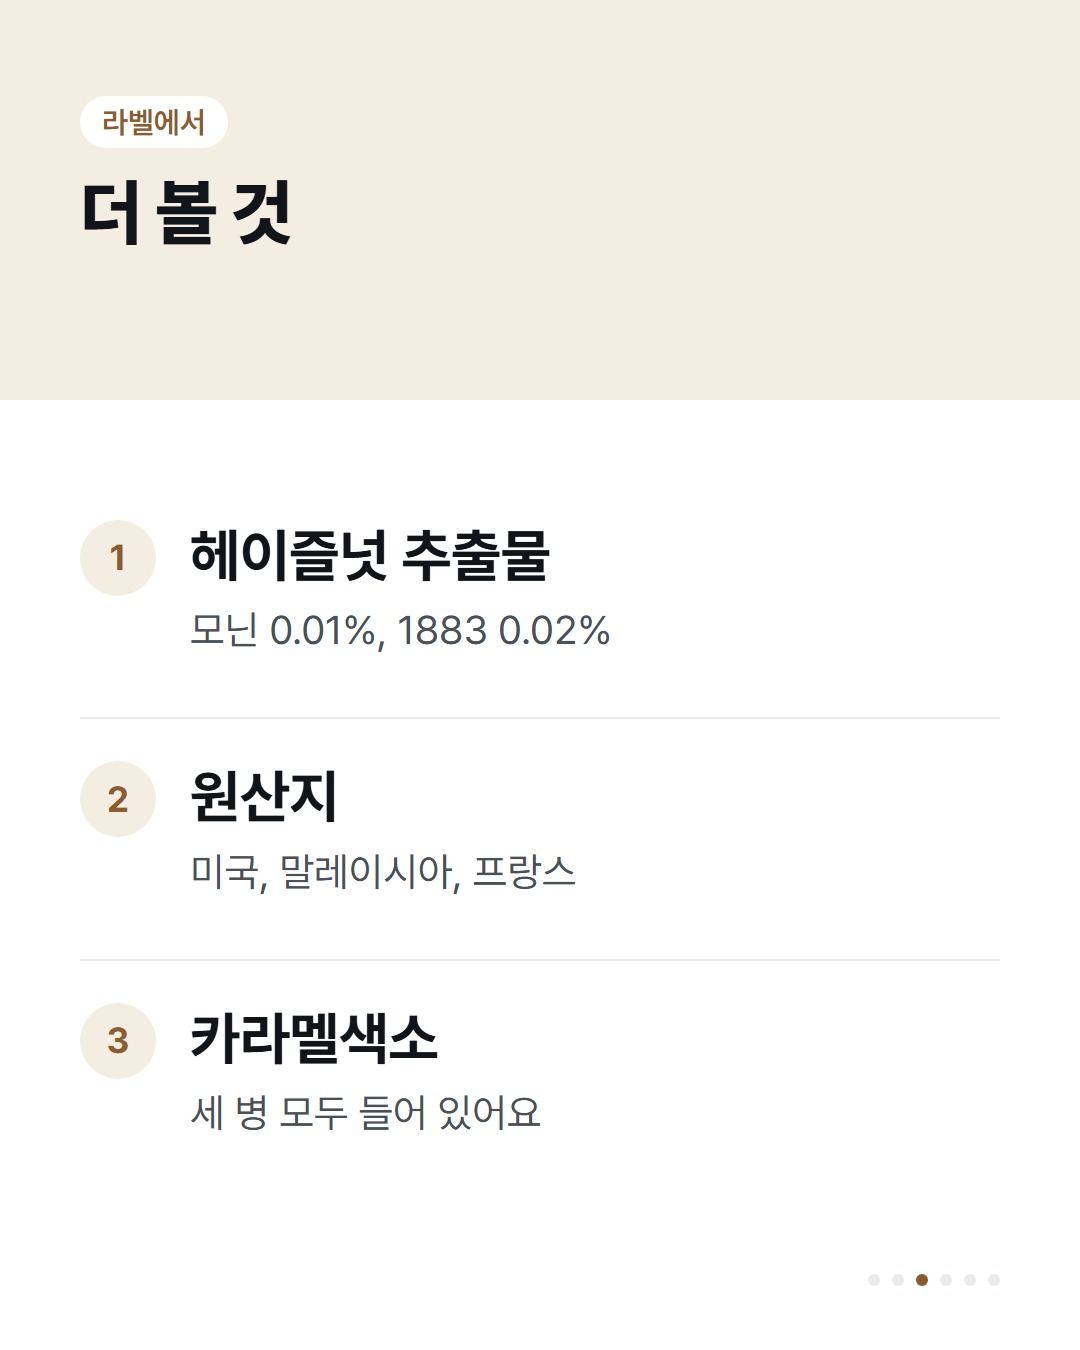 라벨에서
더 볼 것
1
헤이즐넛 추출물
모닌 0.01%, 1883 0.02%
2
원산지
미국, 말레이시아, 프랑스
3
카라멜색소
세 병 모두 들어 있어요